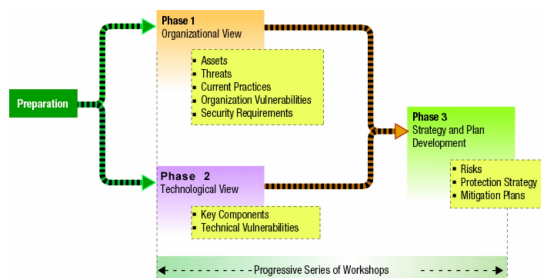 Preparation
Phase 1
Organizational View
Assets
Threats
Current Practices
Organization Vulnerabilities
Security Requirements
Phase 2
Technological View
Key Components
Technical Vulnerabilities
Phase 3
Strategy and Plan
Development
Risks
Protection Strategy
Mitigation Plans
Progressive Series of Workshops